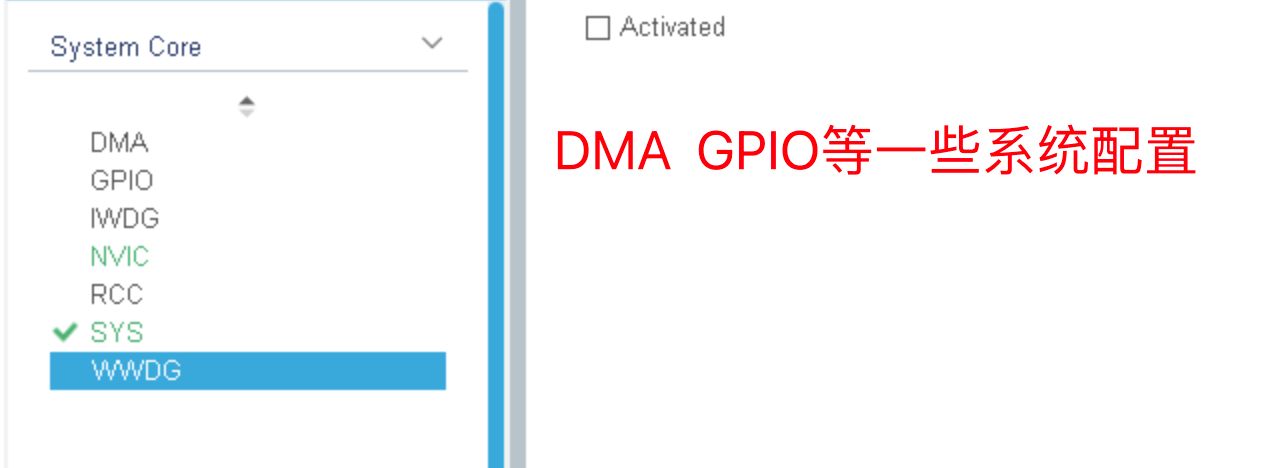 System Core
Activated
DMA
GPIO
IWDG
NVIC
RCC
SYS
WWDG
DMA GPIO等一些系统配置